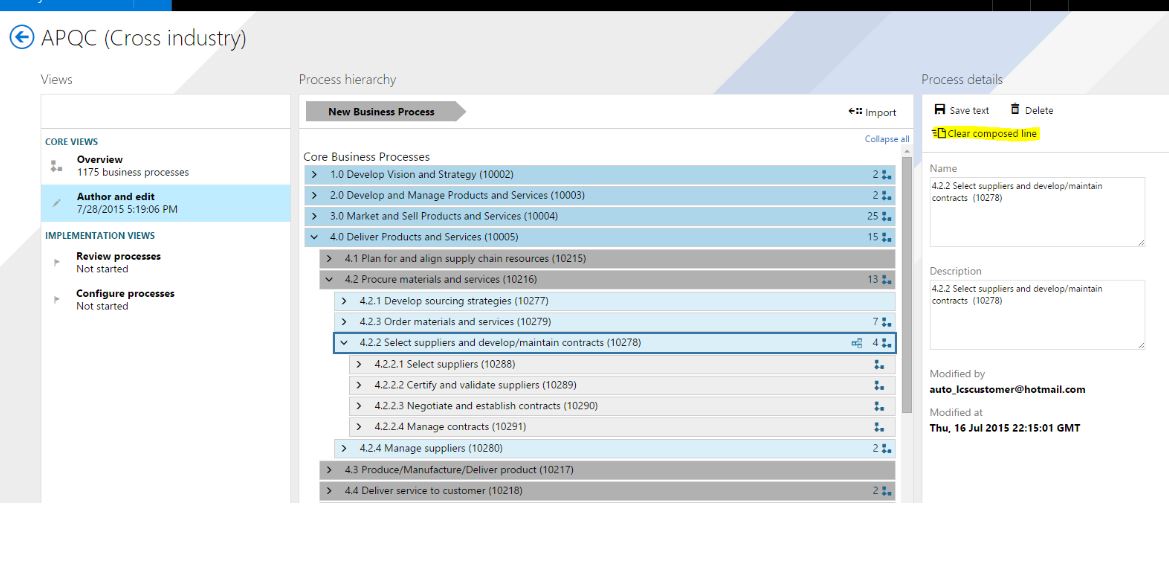 APQC (Cross industry)
Views
CORE VIEWS
Overview
1175 business processes
Author and edit
7/28/2015 5:19:06 PM
IMPLEMENTATION VIEWS
Review processes
Not started
Configure processes
Not started
Process hierarchy
New Business Process
Import
Collapse all
Core Business Processes
1.0 Develop Vision and Strategy (10002) 2
2.0 Develop and Manage Products and Services (10003) 2
3.0 Market and Sell Products and Services (10004) 25
4.0 Deliver Products and Services (10005) 15
4.1 Plan for and align supply chain resources (10215)
4.2 Procure materials and services (10216) 13
4.2.1 Develop sourcing strategies (10277)
4.2.3 Order materials and services (10279) 7
4.2.2 Select suppliers and develop/maintain contracts (10278) 4
4.2.2.1 Select suppliers (10288)
4.2.2.2 Certify and validate suppliers (10289)
4.2.2.3 Negotiate and establish contracts (10290)
4.2.2.4 Manage contracts (10291)
4.2.4 Manage suppliers (10280) 2
4.3 Produce/Manufacture/Deliver product (10217)
4.4 Deliver service to customer (10218) 2
Process details
Save text Delete
Clear composed line
Name
4.2.2 Select suppliers and develop/maintain
contracts (10278)
Description
4.2.2 Select suppliers and develop/maintain
contracts (10278)
Modified by
auto_lcscustomer@hotmail.com
Modified at
Thu, 16 Jul 2015 22:15:01 GMT